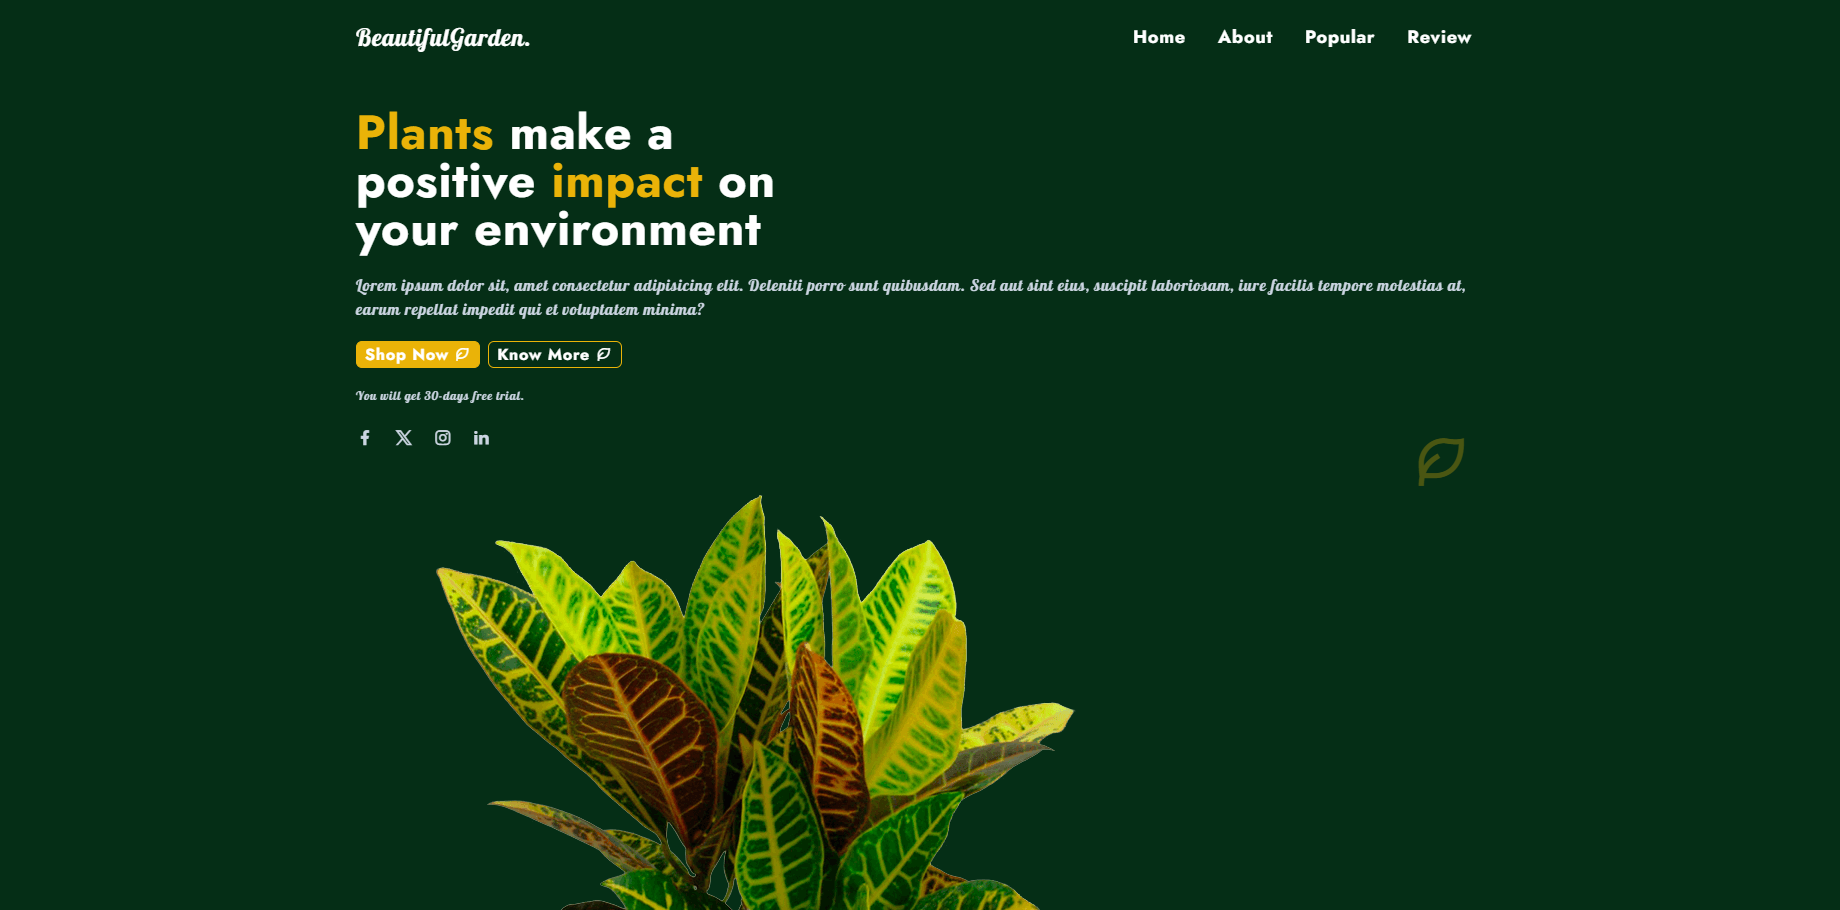 BeautifulGarden.
Home About Popular Review
Plants make a
positive impact on
your environment
Lorem ipsum dolor sit, amet consectetur adipisicing elit. Deleniti porro sunt quibusdam. Sed aut sint eius, suscipit laboriosam, iure facilis tempore molestias at,
earum repellat impedit qui et voluptatem minima?
Shop Now Know More
You will get 30-days free trial.